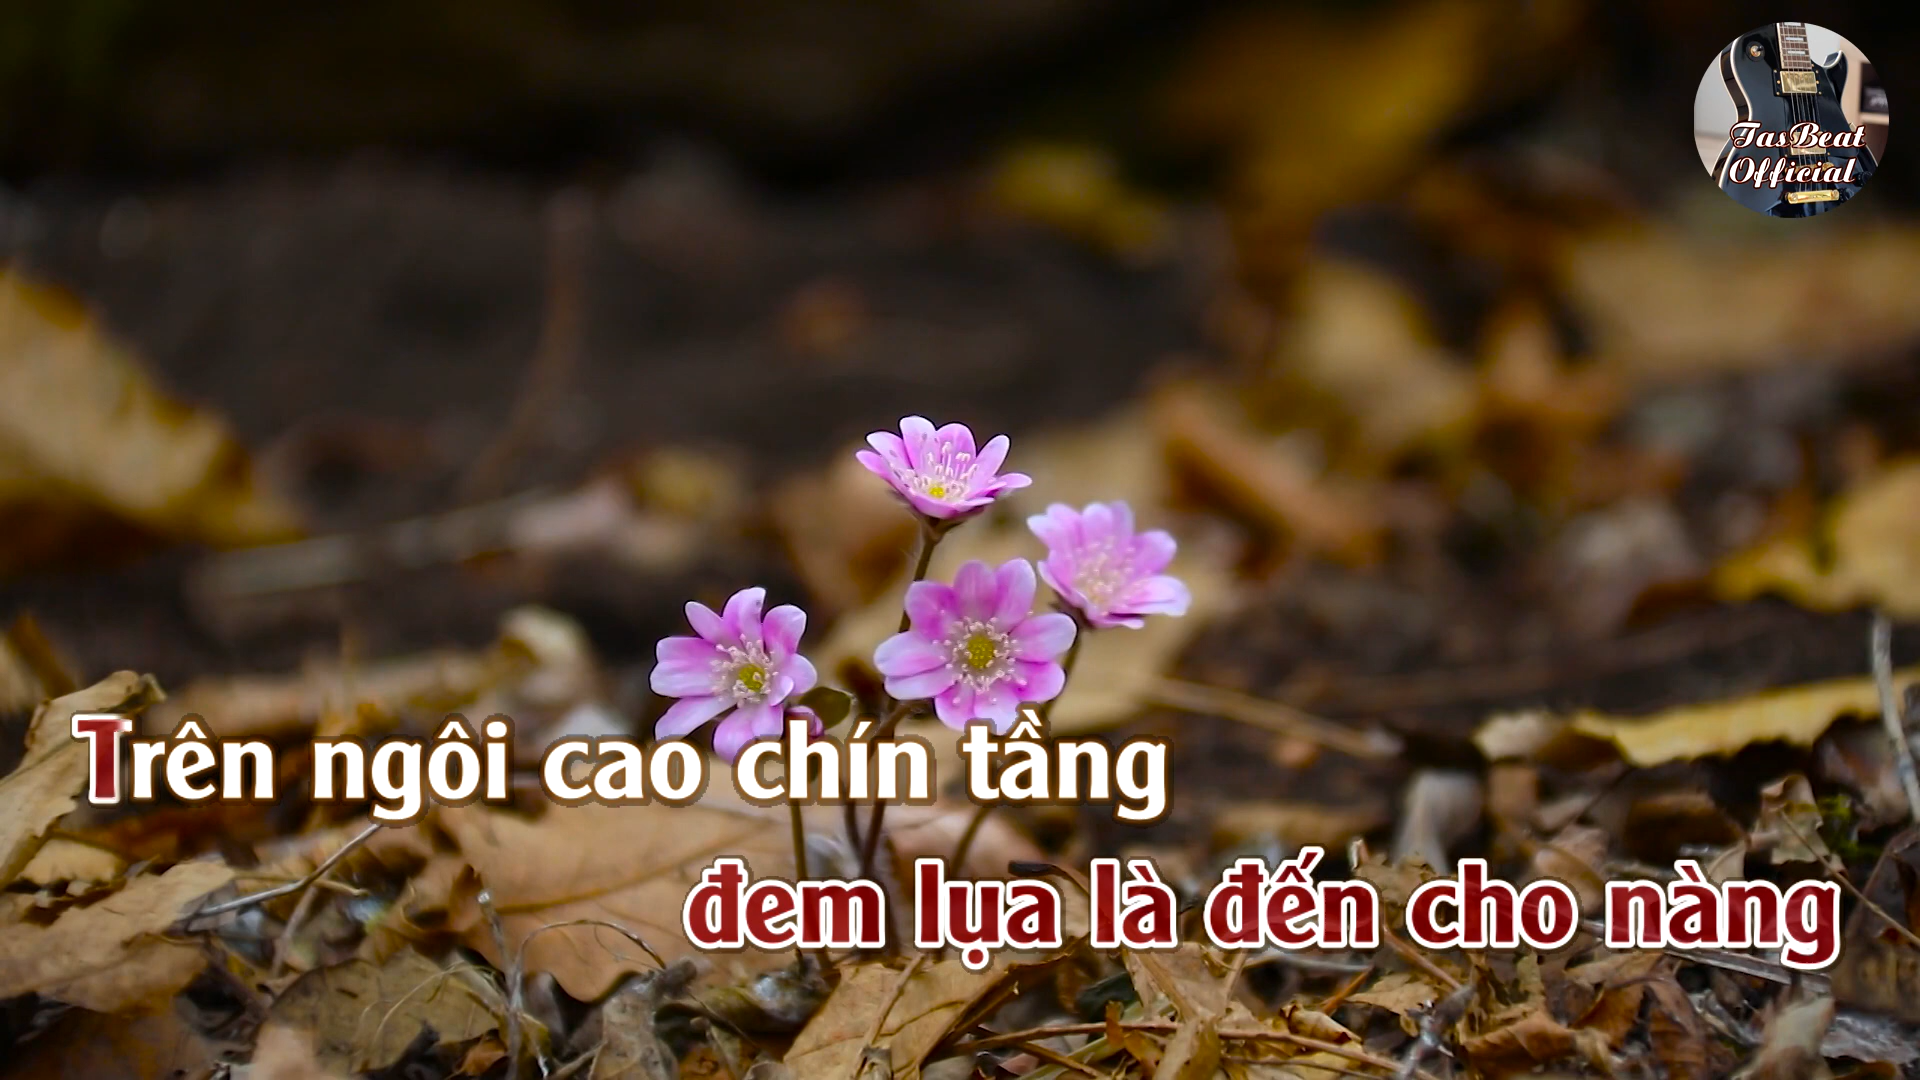 TasBeat
Official
Trên ngôi cao chín tầng
đem lụa là đến cho nàng